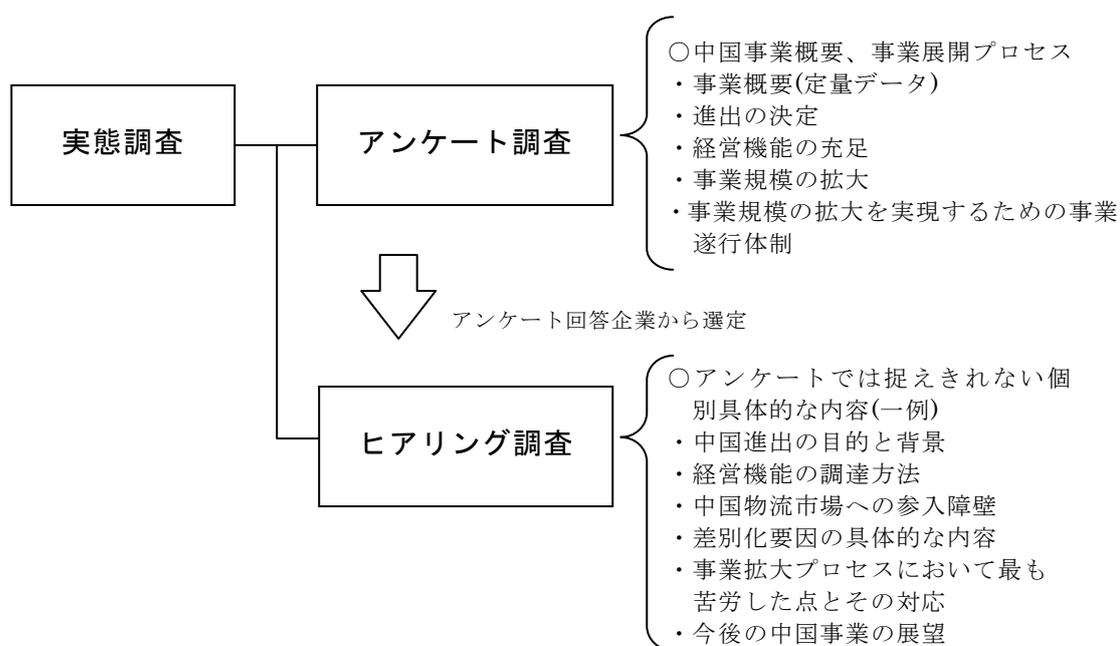 実態調査
アンケート調査
○中国事業概要、事業展開プロセス
・事業概要(定量データ)
・進出の決定
・経営機能の充足
・事業規模の拡大
・事業規模の拡大を実現するための事業
遂行体制
アンケート回答企業から選定
ヒアリング調査
○アンケートでは捉えきれない個
別具体的な内容(一例)
・中国進出の目的と背景
・経営機能の調達方法
・中国物流市場への参入障壁
・差別化要因の具体的な内容
・事業拡大プロセスにおいて最も
苦労した点とその対応
・今後の中国事業の展望